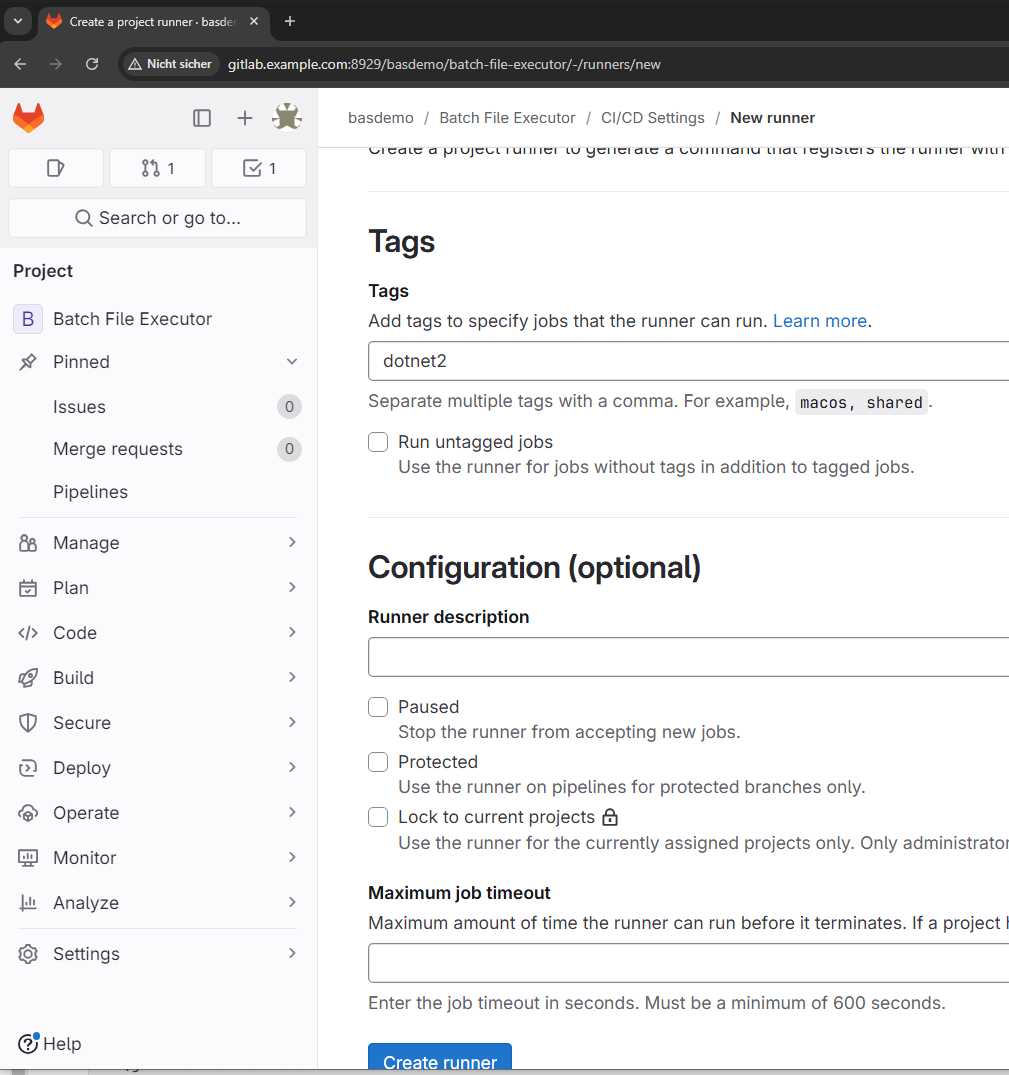 Create a project runner · basder
Nicht sicher
gitlab.example.com:8929/basdemo/batch-file-executor/-/runners/new
basdemo / Batch File Executor / CI/CD Settings / New runner
1
1
Search or go to...
Project
B Batch File Executor
Pinned
Issues 0
Merge requests 0
Pipelines
Manage
Plan
Code
Build
Secure
Deploy
Operate
Monitor
Analyze
Settings
Help
Create a project runner to generate a command that registers the runner with
Tags
Tags
Add tags to specify jobs that the runner can run. Learn more.
dotnet2
Separate multiple tags with a comma. For example, macos, shared.
Run untagged jobs
Use the runner for jobs without tags in addition to tagged jobs.
Configuration (optional)
Runner description
Paused
Stop the runner from accepting new jobs.
Protected
Use the runner on pipelines for protected branches only.
Lock to current projects
Use the runner for the currently assigned projects only. Only administrator
Maximum job timeout
Maximum amount of time the runner can run before it terminates. If a project
Enter the job timeout in seconds. Must be a minimum of 600 seconds.
Create runner